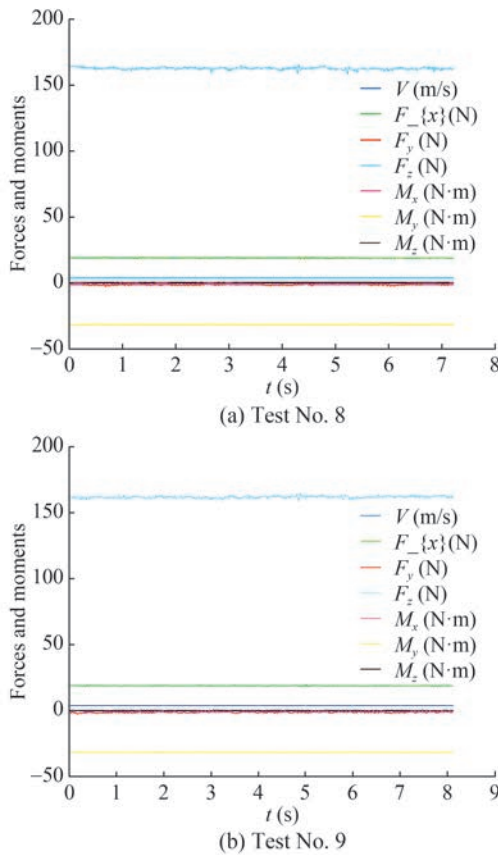 200
150
100
50
0
−50
Forces and moments
V (m/s)
F_{x}(N)
F_y (N)
F_z (N)
M_x (N·m)
M_y (N·m)
M_z (N·m)
0 1 2 3 4 5 6 7 8
t (s)
(a) Test No. 8
200
150
100
50
0
−50
Forces and moments
V (m/s)
F_{x}(N)
F_y (N)
F_z (N)
M_x (N·m)
M_y (N·m)
M_z (N·m)
0 1 2 3 4 5 6 7 8 9
t (s)
(b) Test No. 9